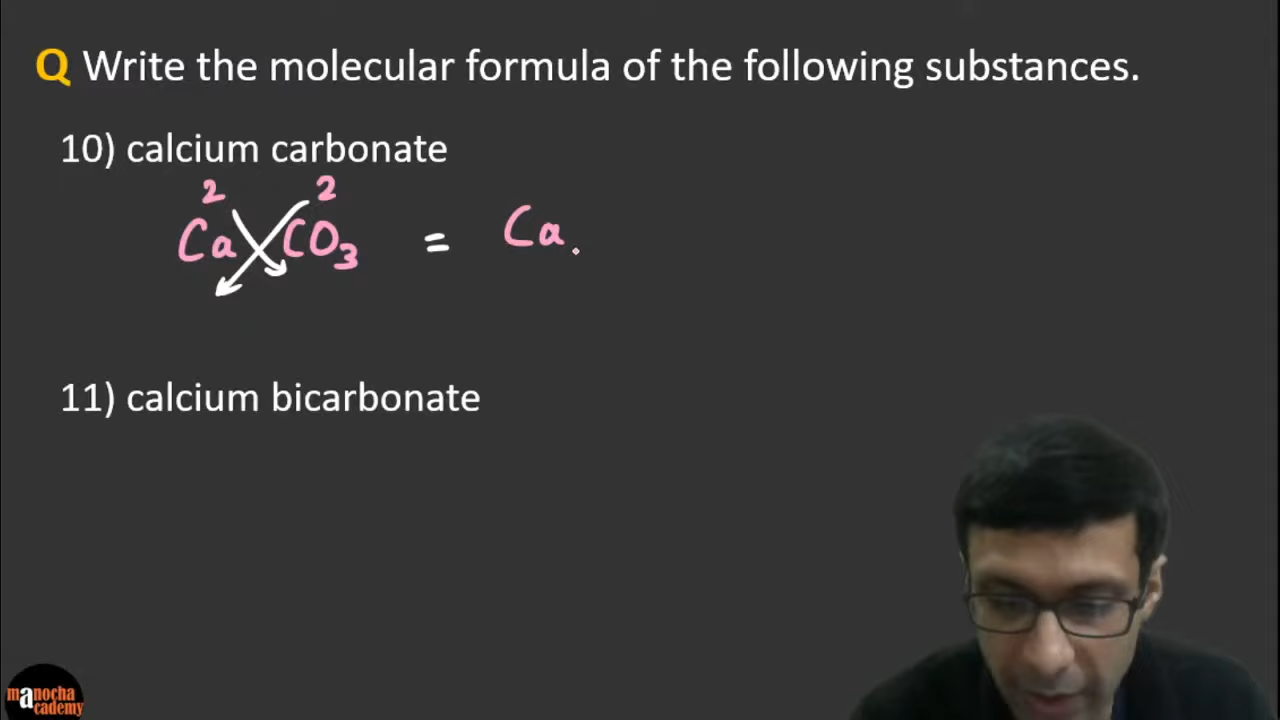 Q Write the molecular formula of the following substances.
10) calcium carbonate
2 2
Ca CO₃ = Ca
11) calcium bicarbonate
manocha
academy